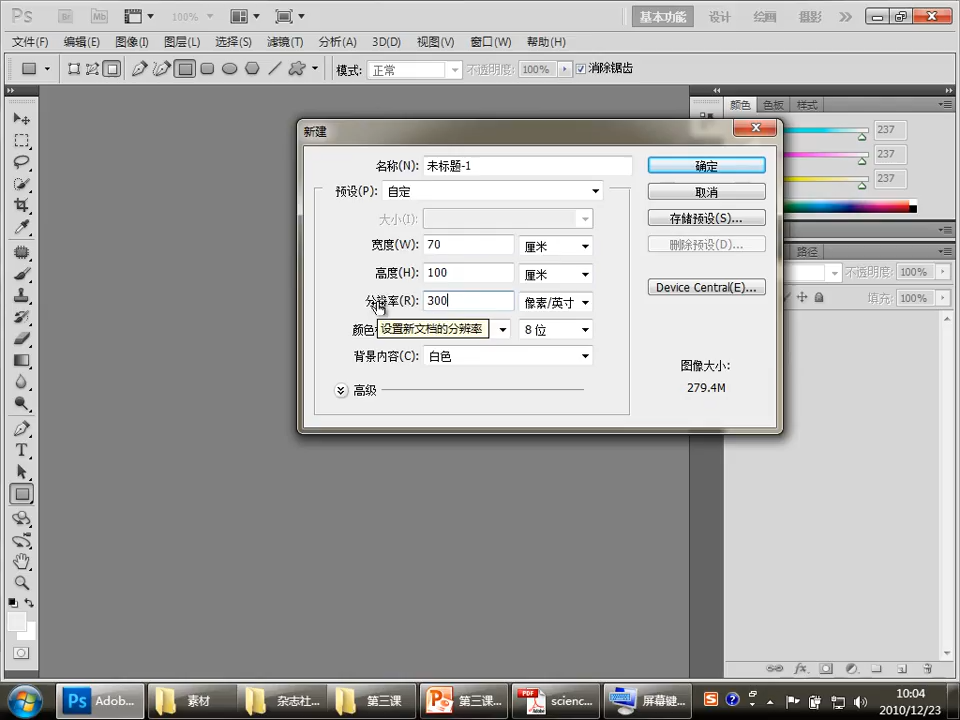 Ps Br Mb 100% 基本功能 设计 绘画 摄影
文件(F) 编辑(E) 图像(I) 图层(L) 选择(S) 滤镜(T) 分析(A) 3D(D) 视图(V) 窗口(W) 帮助(H)
模式: 正常 不透明度: 100% 消除锯齿
颜色 色板 样式
237
237
237
路径
不透明度: 100%
填充: 100%
新建
名称(N): 未标题-1
预设(P): 自定
大小(I):
宽度(W): 70 厘米
高度(H): 100 厘米
分辨率(R): 300 像素/英寸
设置新文档的分辨率
8 位
背景内容(C): 白色
高级
确定
取消
存储预设(S)...
删除预设(D)...
Device Central(E)...
图像大小:
279.4M
Ps Adob... 素材 杂志社... 第三课 第三课... scienc... 屏幕键...
10:04
2010/12/23